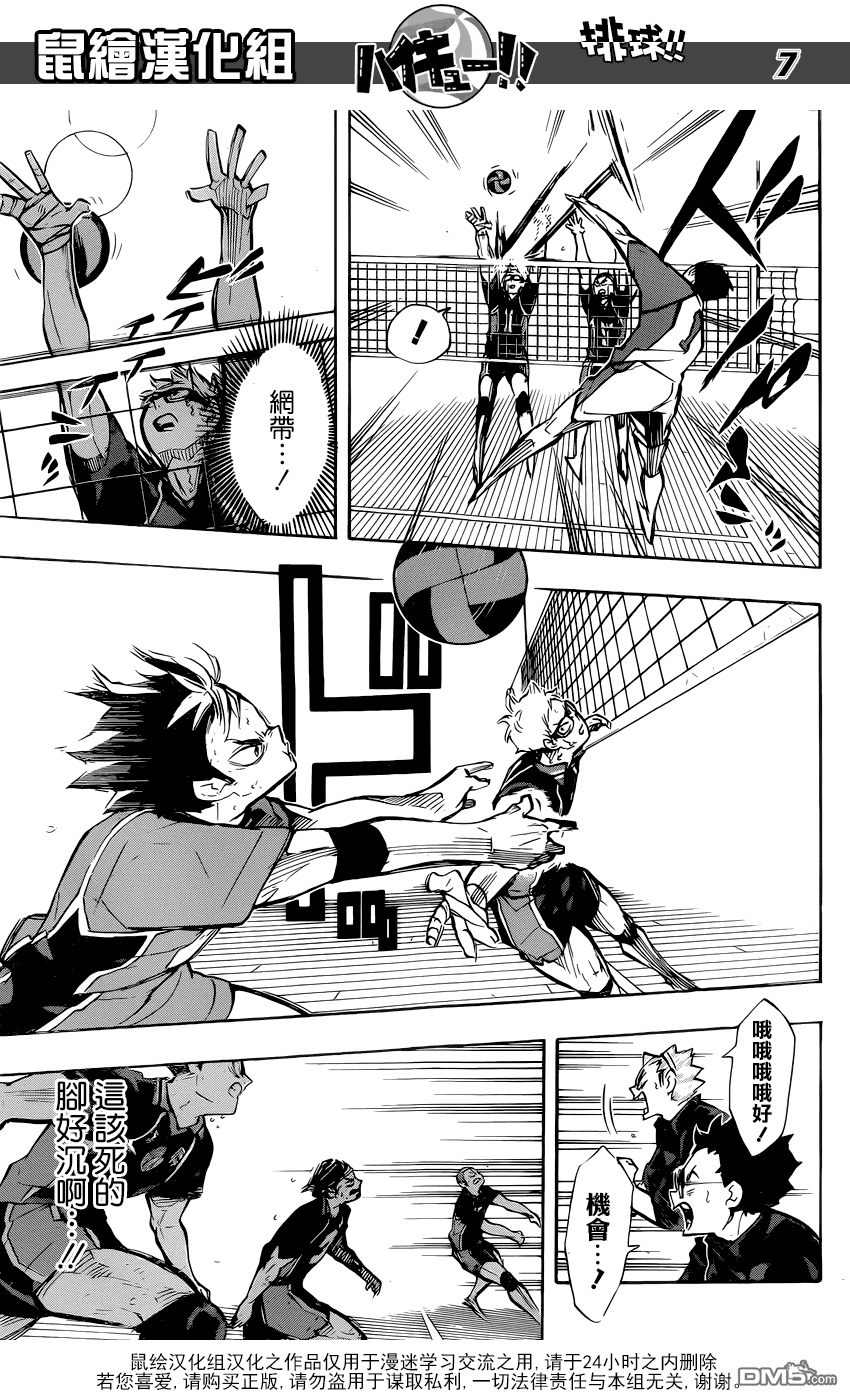 鼠繪漢化組
ハイキュー!!
排球!!
7
!
網帶…!
哦哦哦哦好!
機會…!
這該死的
腳好沉啊……!!
鼠绘汉化组汉化之作品仅用于漫迷学习交流之用, 请于24小时之内删除
若您喜爱, 请购买正版, 请勿盗用于谋取私利, 一切法律责任与本组无关, 谢谢。
DM5.com